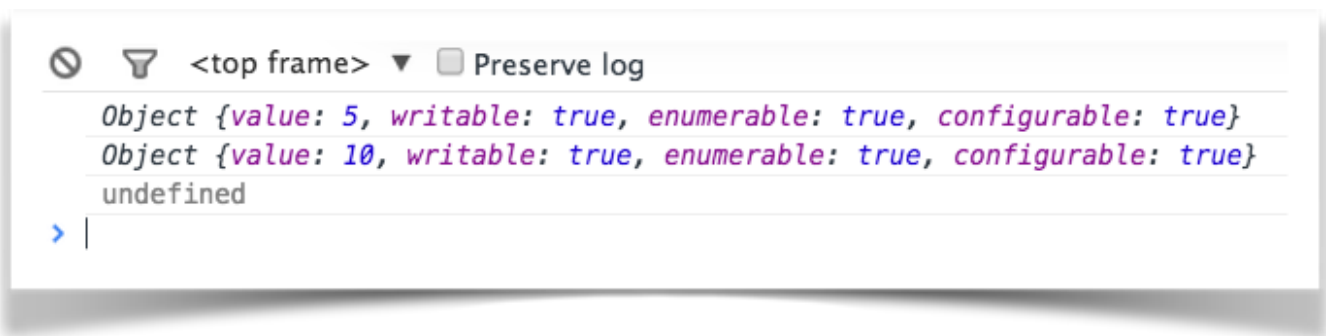 <top frame> ▼ Preserve log
Object {value: 5, writable: true, enumerable: true, configurable: true}
Object {value: 10, writable: true, enumerable: true, configurable: true}
undefined
>